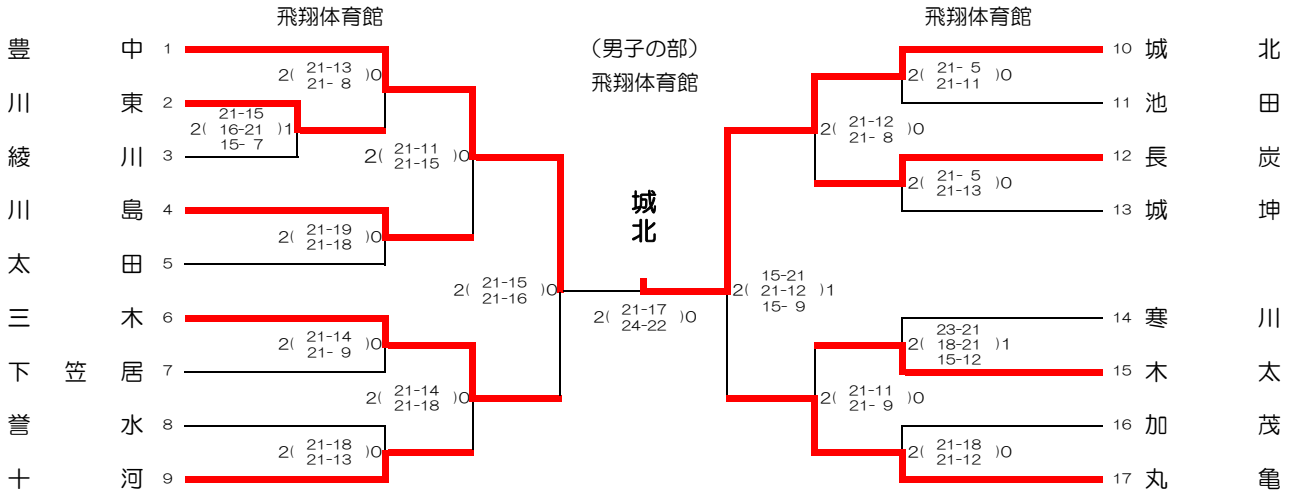 飛翔体育館
飛翔体育館
(男子の部)
飛翔体育館
豊中 1
2( 21-13 )0
21- 8
川東 2
2( 21-15 )1
16-21
15- 7
綾川 3
2( 21-11 )0
21-15
川島 4
2( 21-19 )0
21-18
太田 5
2( 21-15 )0
21-16
三木 6
2( 21-14 )0
21- 9
下笠居 7
2( 21-14 )0
21-18
誉水 8
2( 21-18 )0
21-13
十河 9
城北
2( 21-17 )0
24-22
10 城北
2( 21- 5 )0
21-11
11 池田
2( 21-12 )0
21- 8
12 長炭
2( 21- 5 )0
21-13
13 城坤
2( 15-21 )1
21-12
15- 9
14 寒川
2( 23-21 )1
18-21
15-12
15 木太
2( 21-11 )0
21- 9
16 加茂
2( 21-18 )0
21-12
17 丸亀